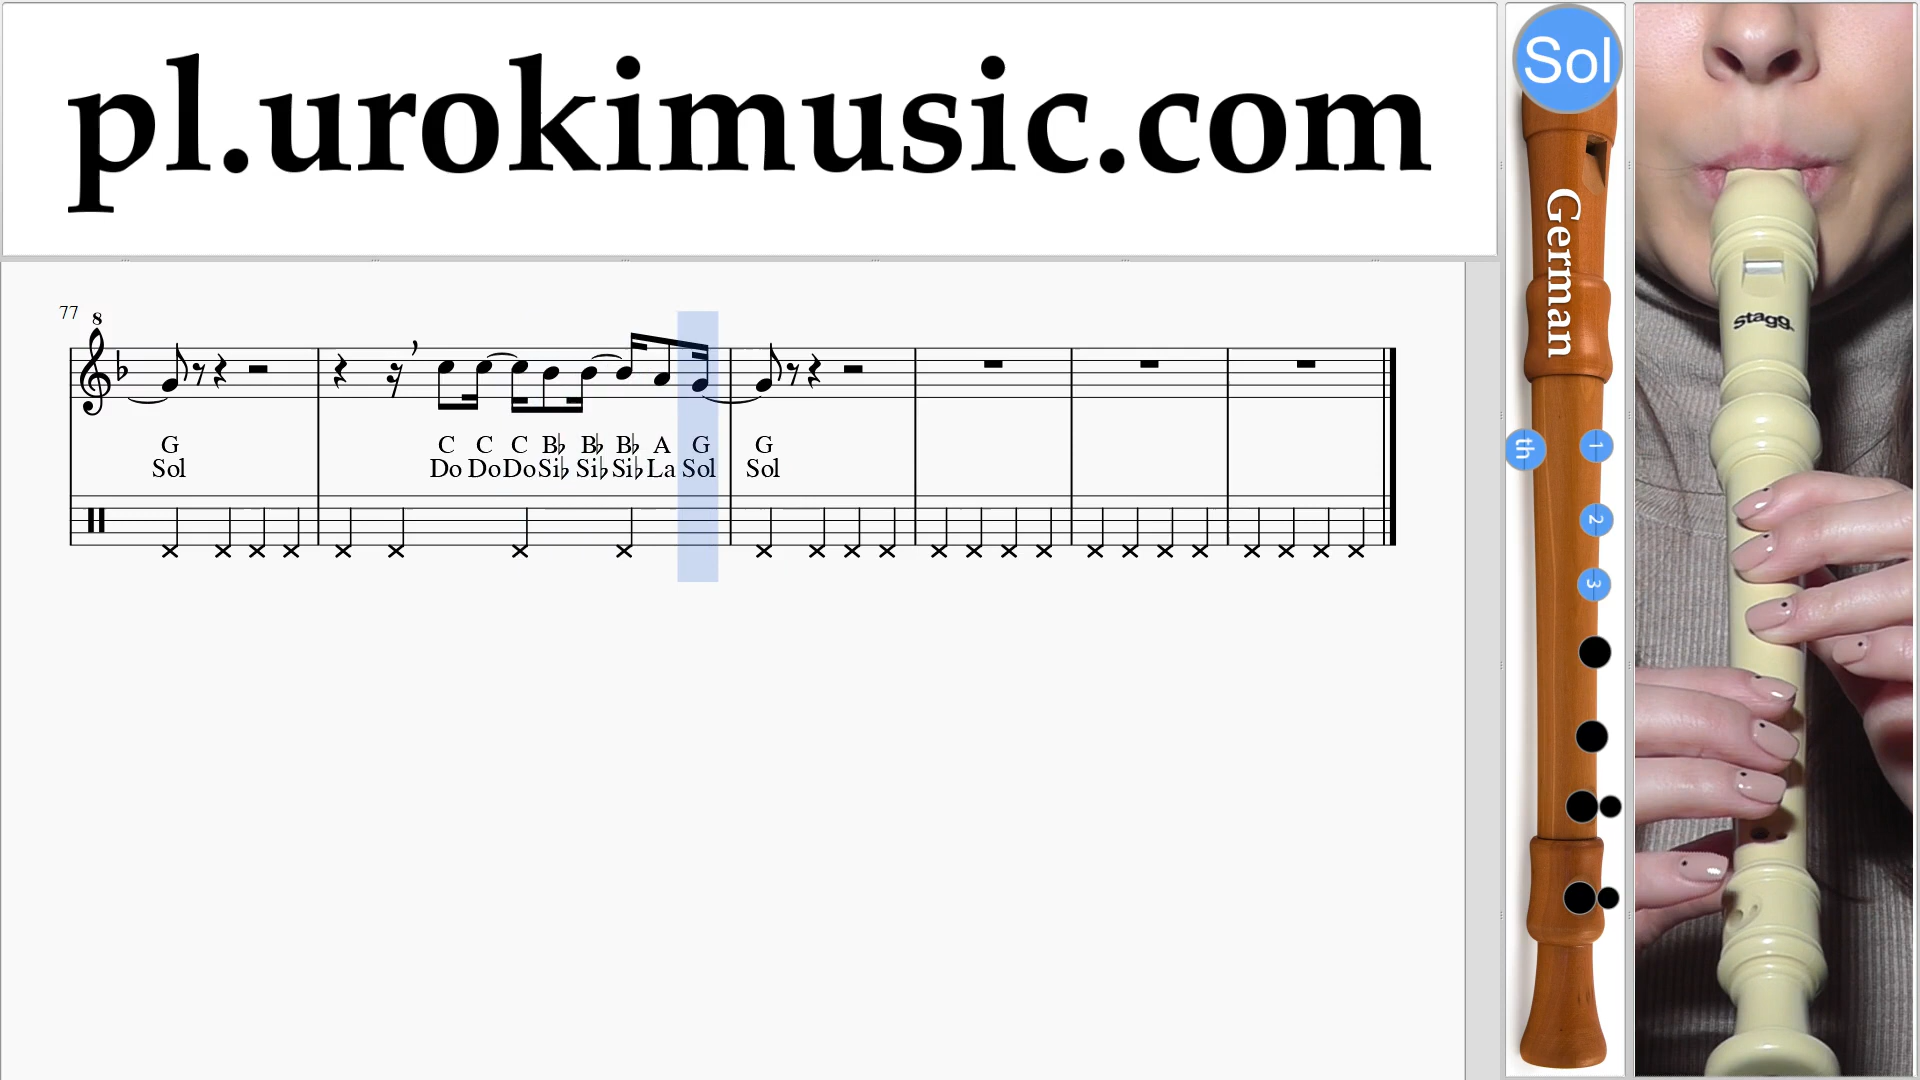 pl.urokimusic.com
77
8
G C C C B♭ B♭ B♭ A G G
Sol Do Do Do Si♭ Si♭ Si♭ La Sol Sol
Sol
German
th
1
2
3
Stagg